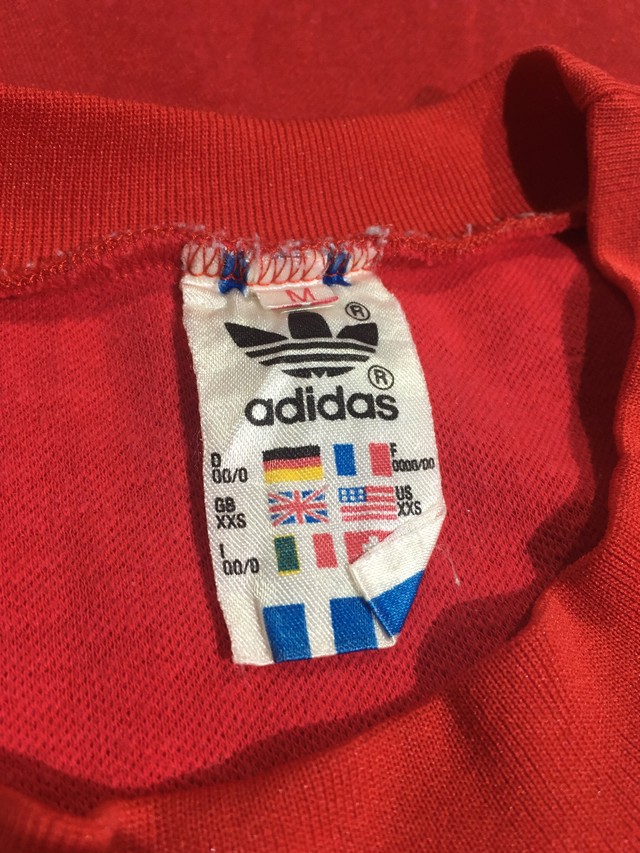 M
®
®
adidas
D F
00/0 0000/00
GB US
XXS XXS
I
00/0